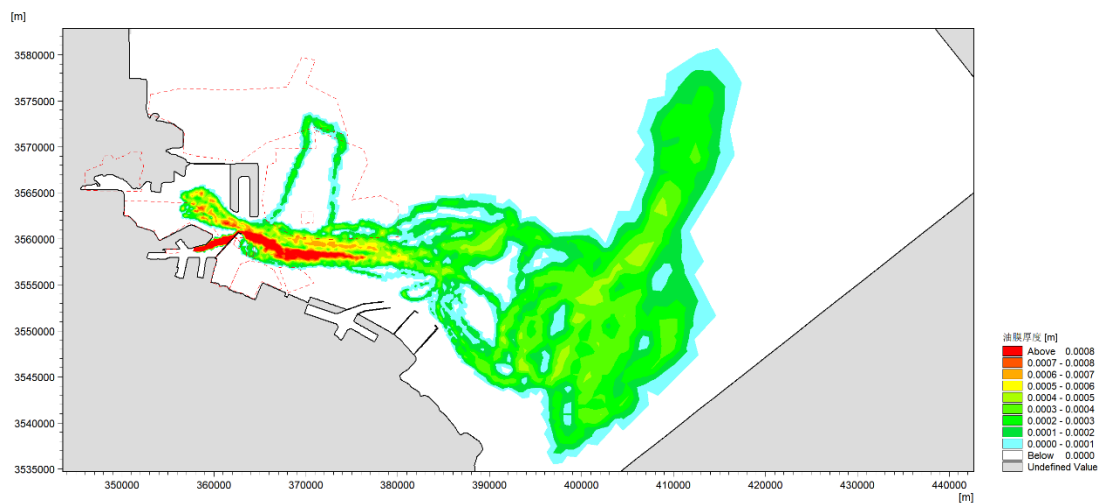 [m]
3580000
3575000
3570000
3565000
3560000
3555000
3550000
3545000
3540000
3535000
350000 360000 370000 380000 390000 400000 410000 420000 430000 440000
[m]
油膜厚度 [m]
Above 0.0008
0.0007 - 0.0008
0.0006 - 0.0007
0.0005 - 0.0006
0.0004 - 0.0005
0.0003 - 0.0004
0.0002 - 0.0003
0.0001 - 0.0002
0.0000 - 0.0001
Below 0.0000
Undefined Value